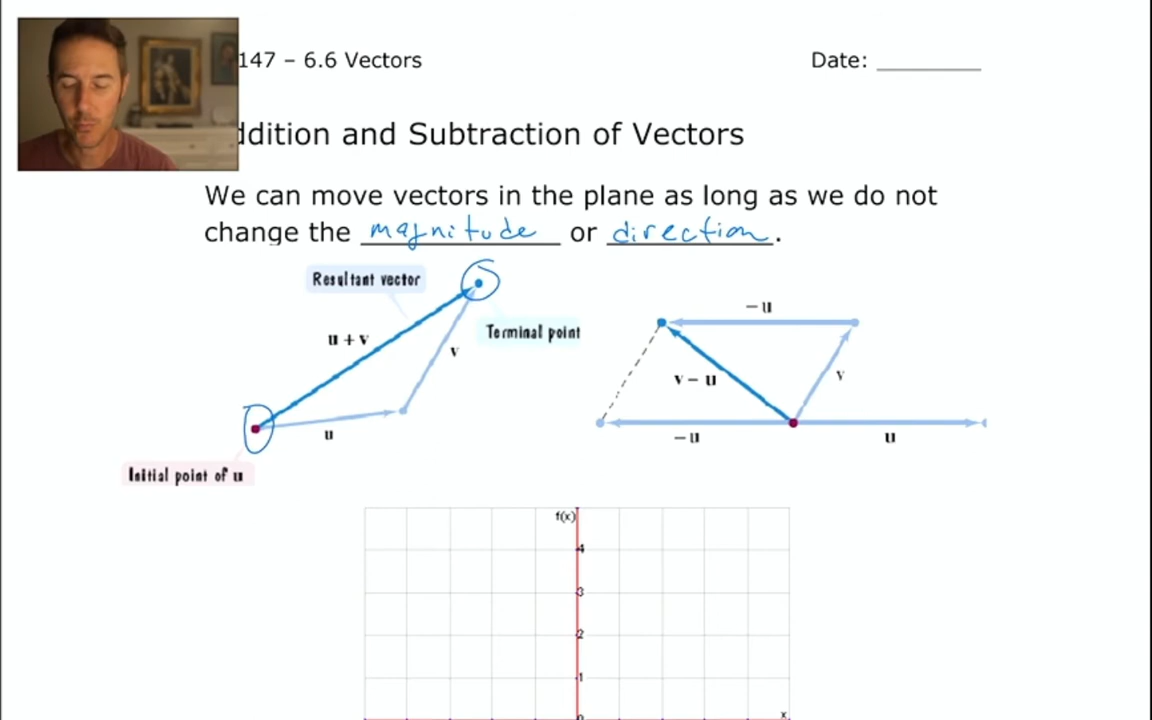 147 – 6.6 Vectors
Date: _________
ddition and Subtraction of Vectors
We can move vectors in the plane as long as we do not
change the magnitude or direction.
Resultant vector
Terminal point
u + v
v
u
Initial point of u
−u
v − u
v
−u
u
f(x)
4
3
2
1
0
x